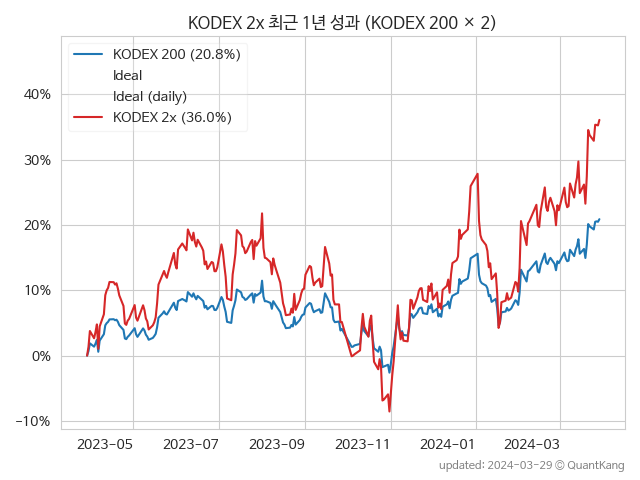 KODEX 2x 최근 1년 성과 (KODEX 200 × 2)
KODEX 200 (20.8%)
Ideal
Ideal (daily)
KODEX 2x (36.0%)
40%
30%
20%
10%
0%
−10%
2023-05 2023-07 2023-09 2023-11 2024-01 2024-03
updated: 2024-03-29 © QuantKang